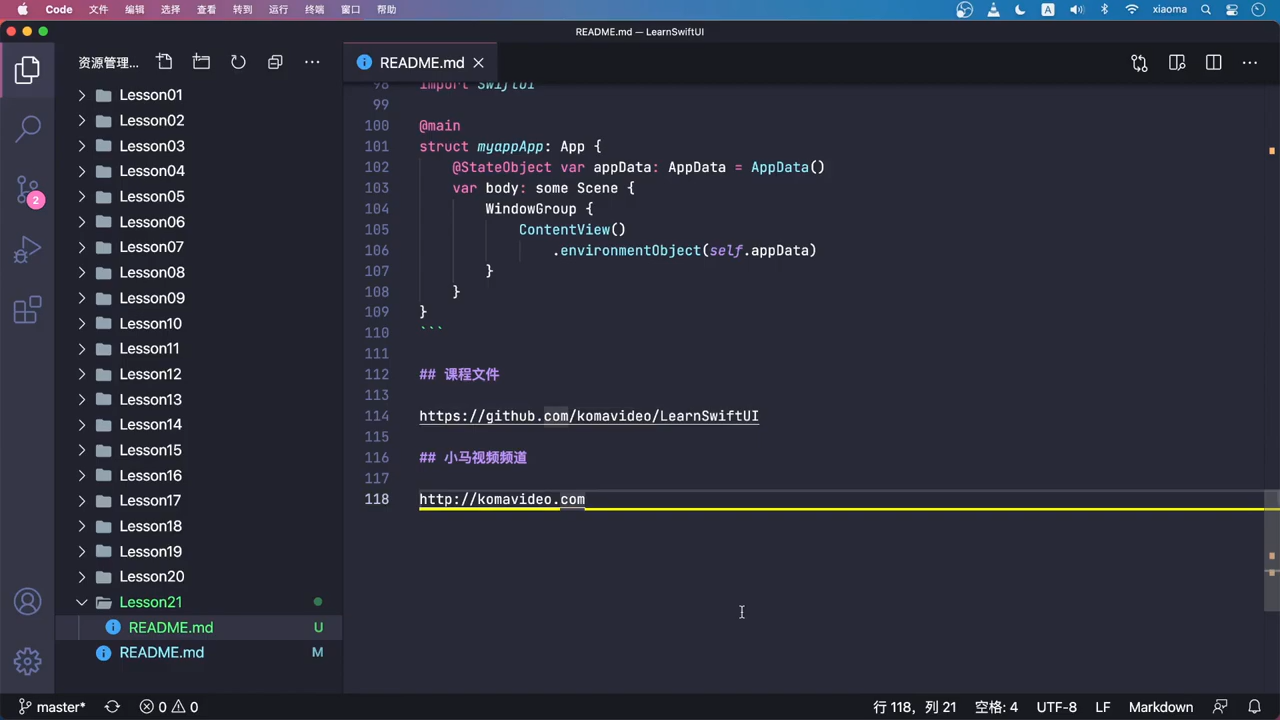 Code 文件 编辑 选择 查看 转到 运行 终端 窗口 帮助 A xiaoma
README.md — LearnSwiftUI
资源管理...
README.md
Lesson01
Lesson02
Lesson03
Lesson04
Lesson05
Lesson06
Lesson07
Lesson08
Lesson09
Lesson10
Lesson11
Lesson12
Lesson13
Lesson14
Lesson15
Lesson16
Lesson17
Lesson18
Lesson19
Lesson20
Lesson21
README.md U
README.md M
2
98 import SwiftUI
99
100 @main
101 struct myappApp: App {
102 @StateObject var appData: AppData = AppData()
103 var body: some Scene {
104 WindowGroup {
105 ContentView()
106 .environmentObject(self.appData)
107 }
108 }
109 }
110 ```
111
112 ## 课程文件
113
114 https://github.com/komavideo/LearnSwiftUI
115
116 ## 小马视频频道
117
118 http://komavideo.com
master* 0 0 行 118，列 21 空格: 4 UTF-8 LF Markdown